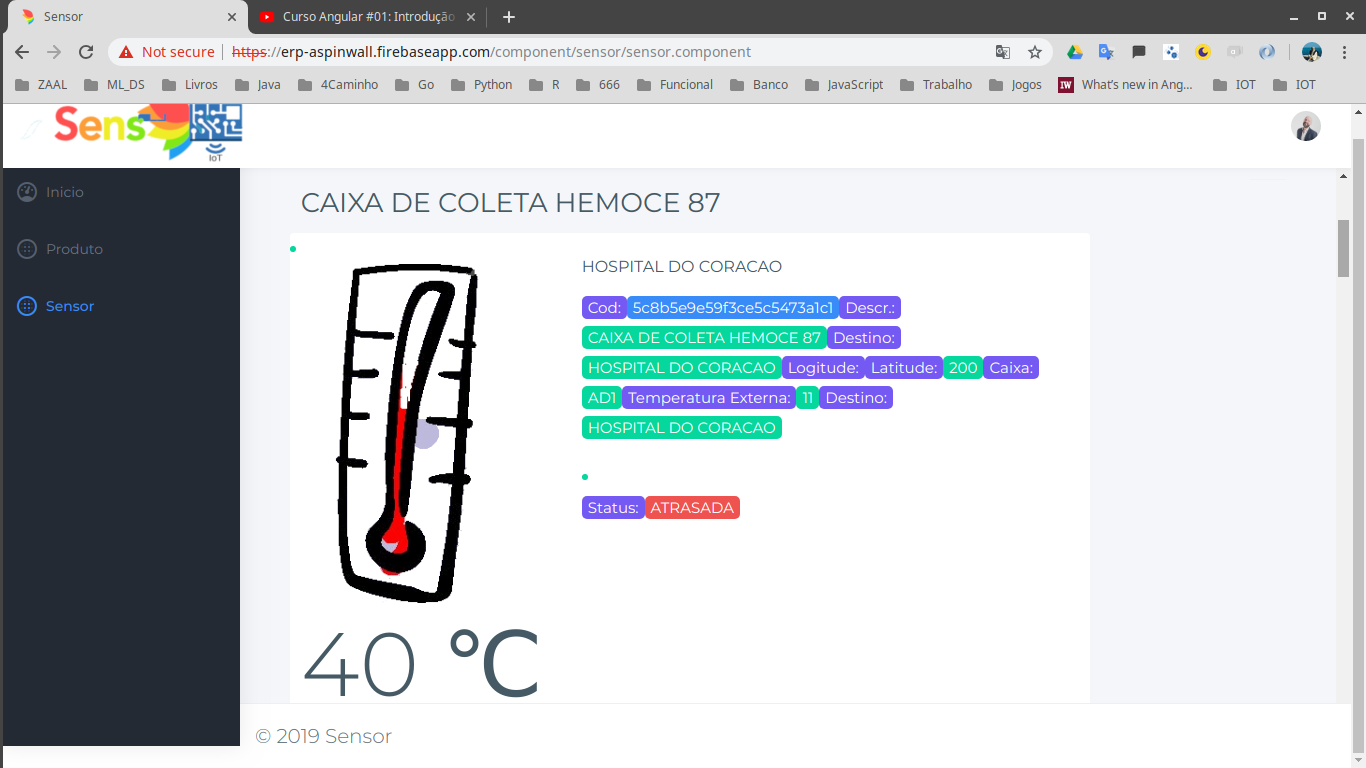 Sensor
Curso Angular #01: Introdução
Not secure
https://erp-aspinwall.firebaseapp.com/component/sensor/sensor.component
ZAAL ML_DS Livros Java 4Caminho Go Python R 666 Funcional Banco JavaScript Trabalho Jogos IW What's new in Ang... IOT IOT
Sens
IoT
Inicio
Produto
Sensor
CAIXA DE COLETA HEMOCE 87
HOSPITAL DO CORACAO
Cod: 5c8b5e9e59f3ce5c5473a1c1 Descr.:
CAIXA DE COLETA HEMOCE 87 Destino:
HOSPITAL DO CORACAO Logitude: Latitude: 200 Caixa:
AD1 Temperatura Externa: 11 Destino:
HOSPITAL DO CORACAO
Status: ATRASADA
40 °C
© 2019 Sensor